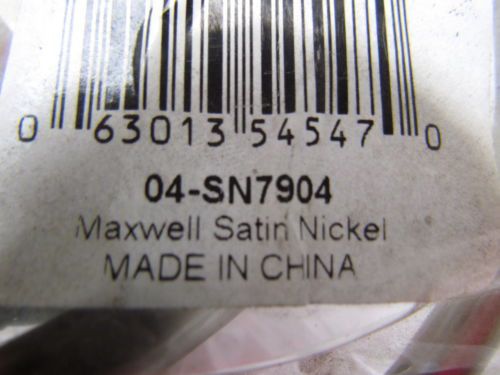 0 63013 54547 0
04-SN7904
Maxwell Satin Nickel
MADE IN CHINA